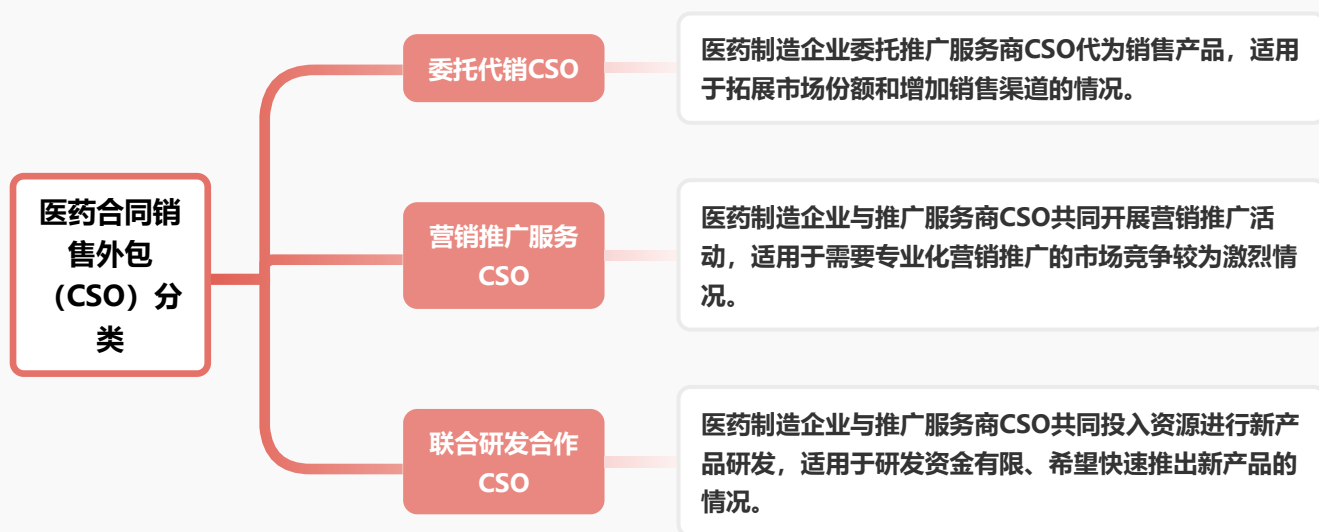 医药合同销
售外包
（CSO）分
类
委托代销CSO
医药制造企业委托推广服务商CSO代为销售产品，适用
于拓展市场份额和增加销售渠道的情况。
营销推广服务
CSO
医药制造企业与推广服务商CSO共同开展营销推广活
动，适用于需要专业化营销推广的市场竞争较为激烈情
况。
联合研发合作
CSO
医药制造企业与推广服务商CSO共同投入资源进行新产
品研发，适用于研发资金有限、希望快速推出新产品的
情况。